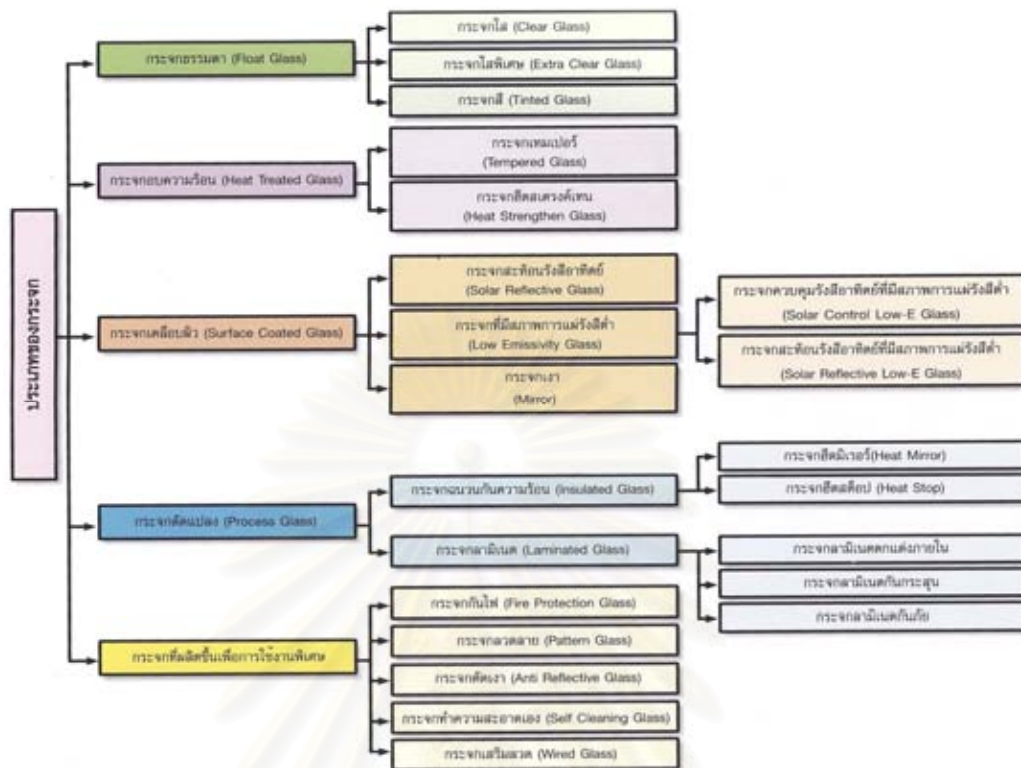 ประเภทของกระจก
กระจกธรรมดา (Float Glass)
กระจกใส (Clear Glass)
กระจกใสพิเศษ (Extra Clear Glass)
กระจกสี (Tinted Glass)
กระจกอบความร้อน (Heat Treated Glass)
กระจกเทมเปอร์
(Tempered Glass)
กระจกฮีตสเตรงค์เทน
(Heat Strengthen Glass)
กระจกเคลือบผิว (Surface Coated Glass)
กระจกสะท้อนรังสีอาทิตย์
(Solar Reflective Glass)
กระจกที่มีสภาพการแผ่รังสีต่ำ
(Low Emissivity Glass)
กระจกควบคุมรังสีอาทิตย์ที่มีสภาพการแผ่รังสีต่ำ
(Solar Control Low-E Glass)
กระจกสะท้อนรังสีอาทิตย์ที่มีสภาพการแผ่รังสีต่ำ
(Solar Reflective Low-E Glass)
กระจกเงา
(Mirror)
กระจกดัดแปลง (Process Glass)
กระจกฉนวนกันความร้อน (Insulated Glass)
กระจกฮีตมิเรอร์(Heat Mirror)
กระจกฮีตสต็อป (Heat Stop)
กระจกลามิเนต (Laminated Glass)
กระจกลามิเนตตกแต่งภายใน
กระจกลามิเนตกันกระสุน
กระจกลามิเนตกันภัย
กระจกที่ผลิตขึ้นเพื่อการใช้งานพิเศษ
กระจกกันไฟ (Fire Protection Glass)
กระจกลวดลาย (Pattern Glass)
กระจกตัดเงา (Anti Reflective Glass)
กระจกทำความสะอาดเอง (Self Cleaning Glass)
กระจกเสริมลวด (Wired Glass)